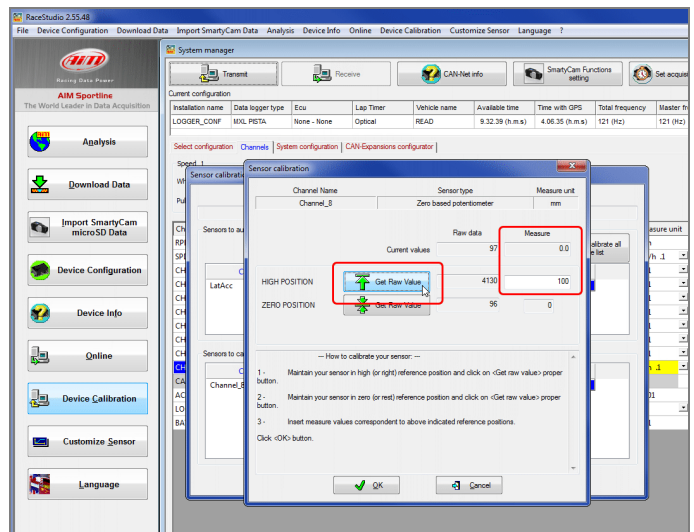 RaceStudio 2.55.48
File Device Configuration Download Data Import SmartyCam Data Analysis Device Info Online Device Calibration Customize Sensor Language ?
AIM
Racing Data Power
AIM Sportline
The World Leader in Data Acquisition
Analysis
Download Data
Import SmartyCam
microSD Data
Device Configuration
Device Info
Online
Device Calibration
Customize Sensor
Language
System manager
Transmit
Receive
CAN-Net info
SmartyCam Functions
setting
Set acquis
Current configuration
Installation name Data logger type Ecu Lap Timer Vehicle name Available time Time with GPS Total frequency Master fr
LOGGER_CONF MXL PISTA None - None Optical READ 9.32.39 (h.m.s) 4.06.35 (h.m.s) 121 (Hz) 121 (Hz)
Select configuration Channels System configuration CAN-Expansions configurator
Speed 1
Sensor calibrati
Sensors to au
LatAcc
Sensors to ca
Channel_8
alibrate all
e list
asure unit
Sensor calibration
Channel Name Sensor type Measure unit
Channel_8 Zero based potentiometer mm
Raw data Measure
Current values 97 0.0
HIGH POSITION Get Raw Value 4130 100
ZERO POSITION Get Raw Value 96 0
--- How to calibrate your sensor: ---
1 - Maintain your sensor in high (or right) reference position and click on <Get raw value> proper
button.
2 - Maintain your sensor in zero (or rest) reference position and click on <Get raw value> proper
button.
3 - Insert measure values correspondent to above indicated reference positions.
Click <OK> button.
OK
Cancel